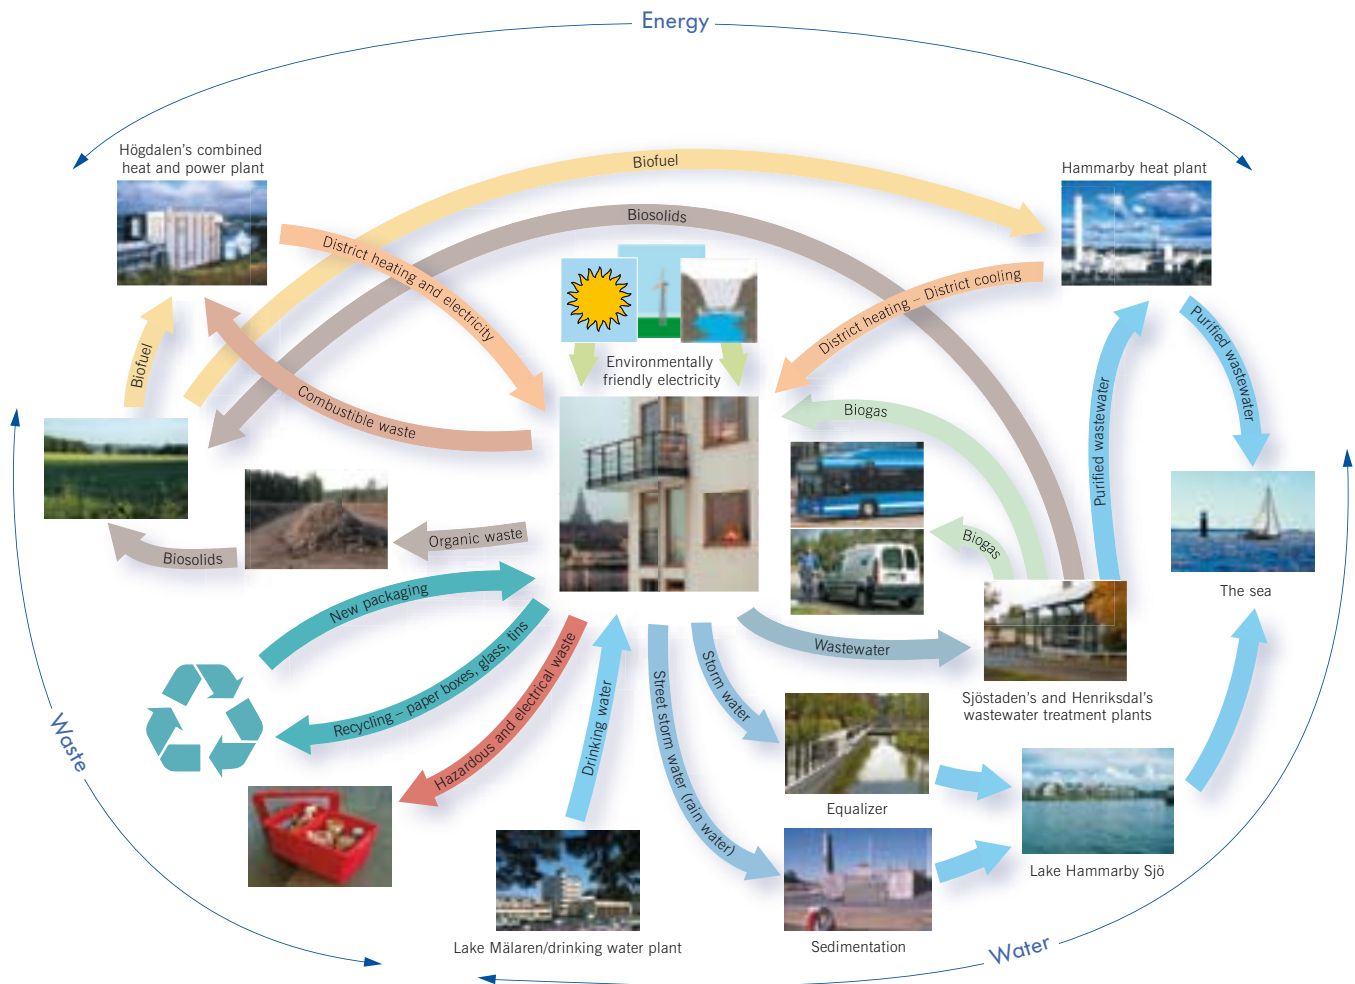 Energy
Högdalen's combined
heat and power plant
Biofuel
Hammarby heat plant
Biosolids
District heating and electricity
District heating – District cooling
Purified wastewater
Environmentally
friendly electricity
Biofuel
Combustible waste
Biogas
Purified wastewater
Organic waste
Biogas
Biosolids
The sea
New packaging
Wastewater
Recycling – paper boxes, glass, tins
Hazardous and electrical waste
Drinking water
Street storm water (rain water)
Storm water
Sjöstaden's and Henriksdal's
wastewater treatment plants
Waste
Equalizer
Lake Hammarby Sjö
Lake Mälaren/drinking water plant
Sedimentation
Water